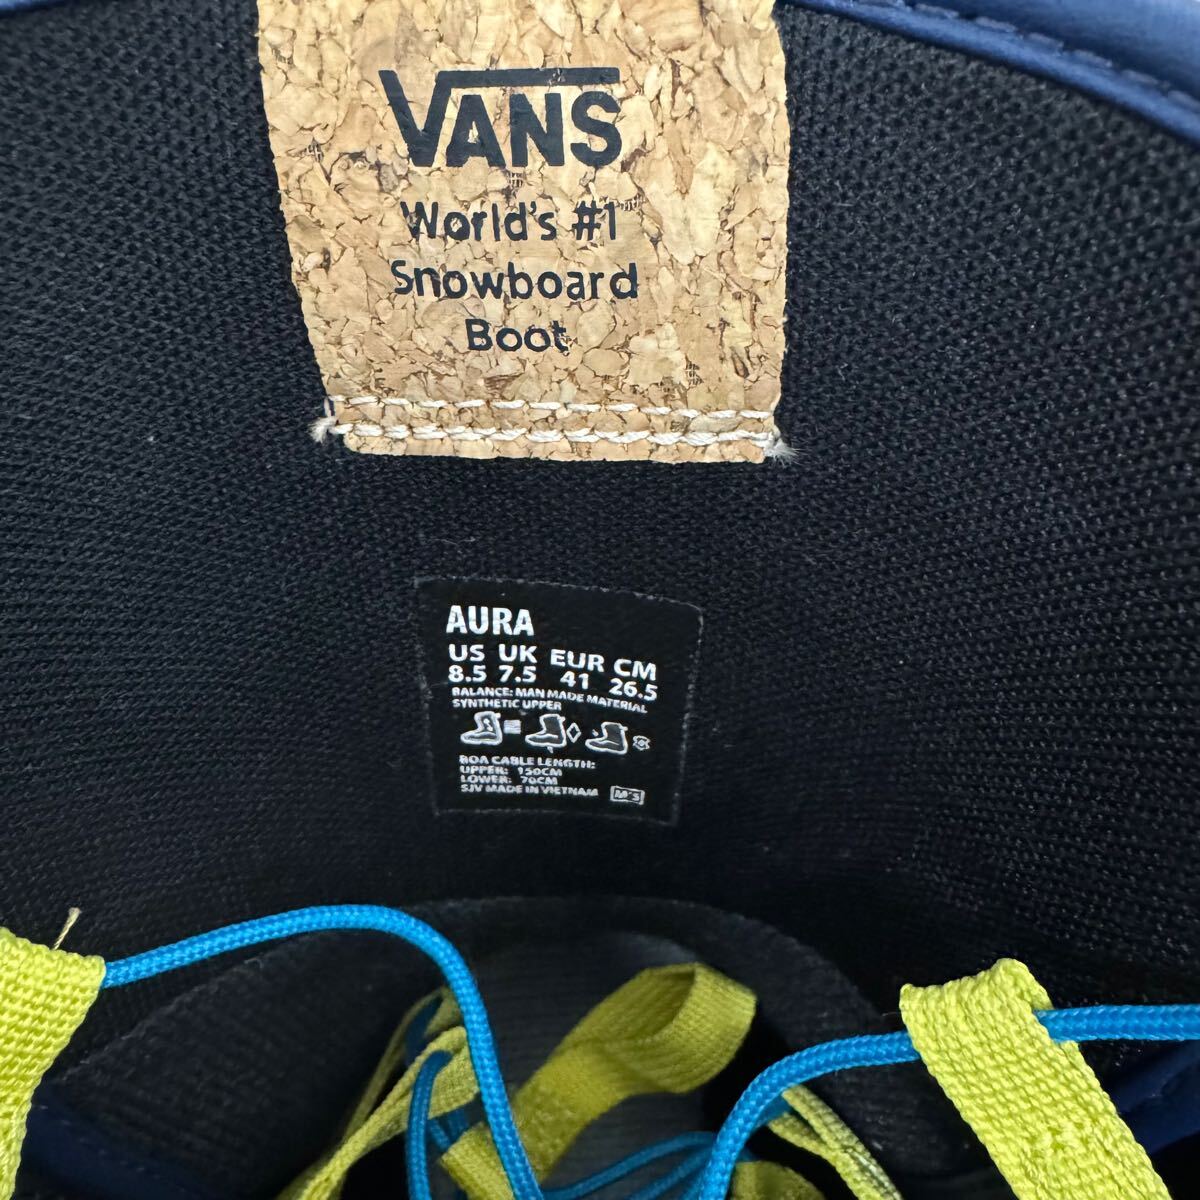 VANS
World's #1
Snowboard
Boot
AURA
US UK EUR CM
8.5 7.5 41 26.5
BALANCE: MAN MADE MATERIAL
SYNTHETIC UPPER
BOA CABLE LENGTH:
UPPER: 150CM
LOWER: 70CM
SJV MADE IN VIETNAM M'S